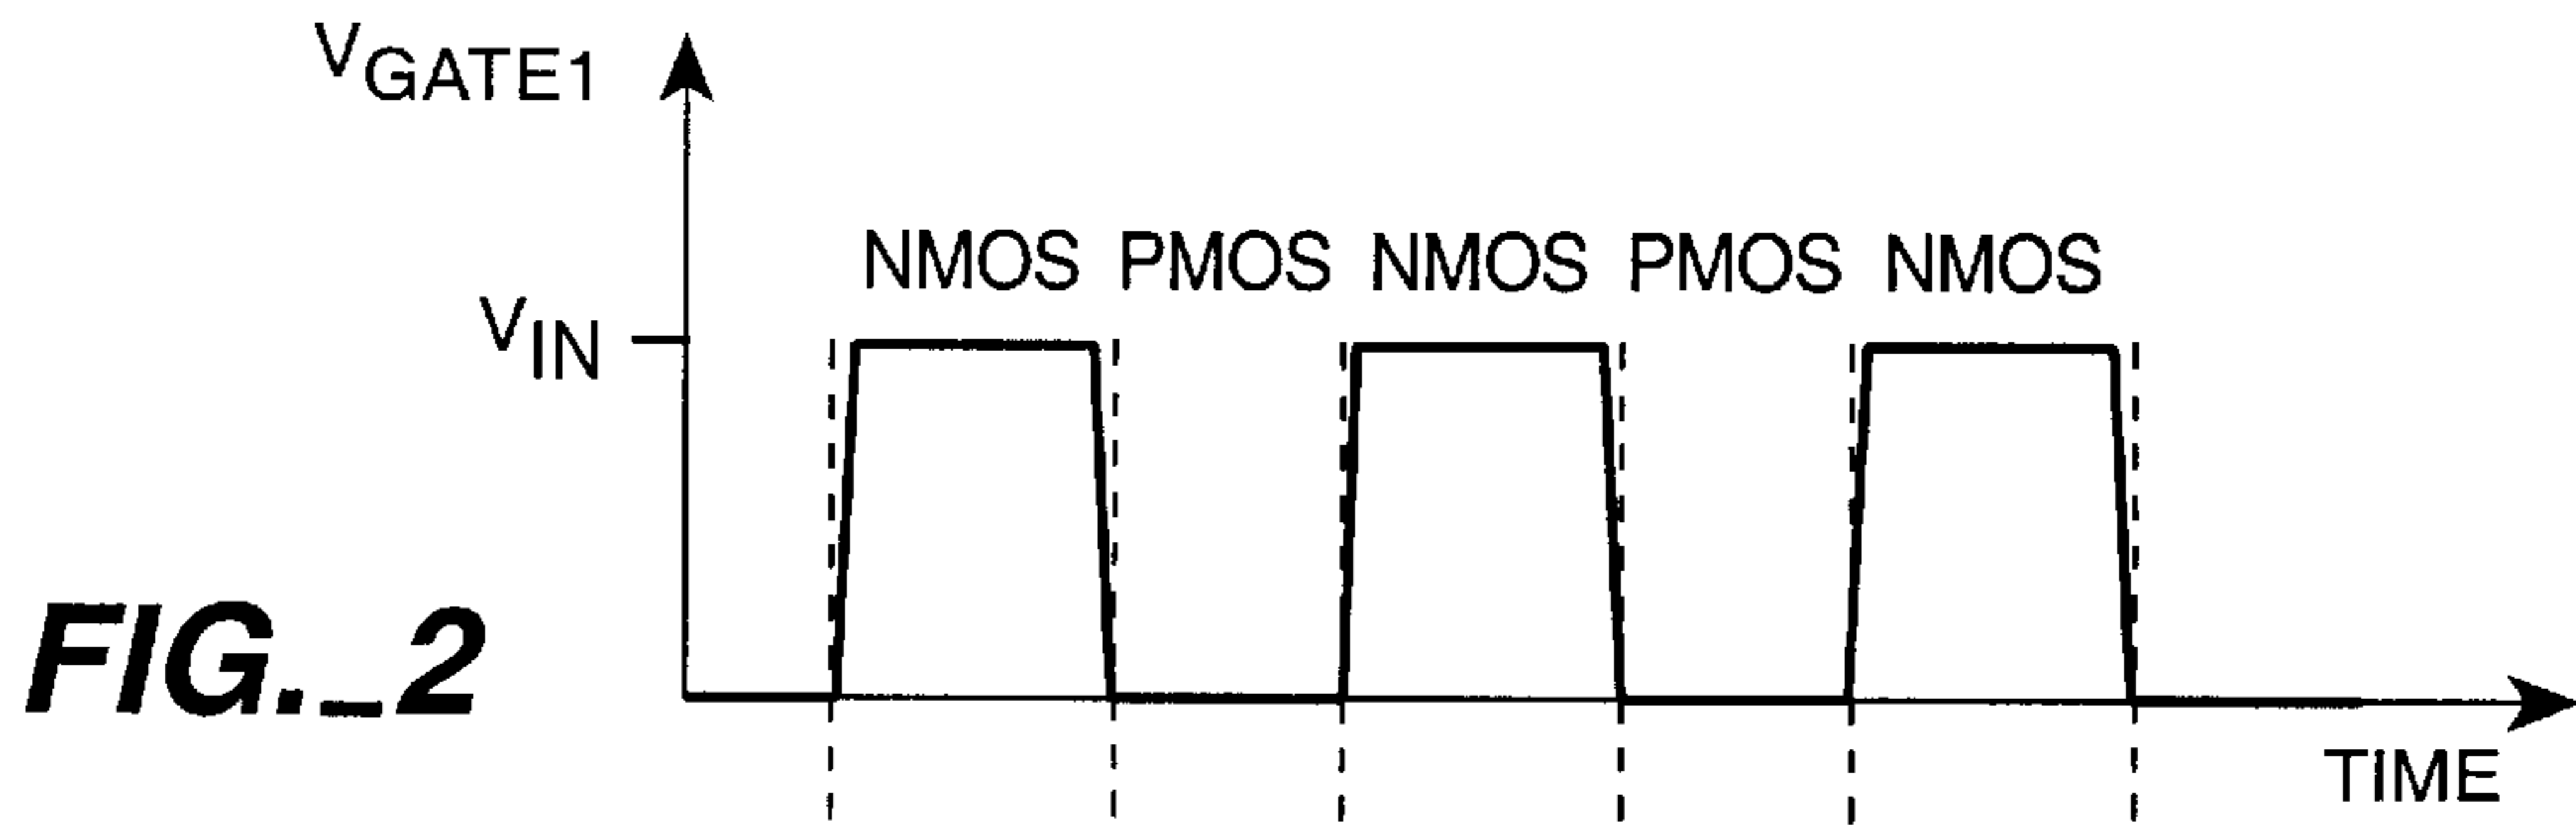 VGATE1
NMOS PMOS NMOS PMOS NMOS
VIN
FIG._2
TIME